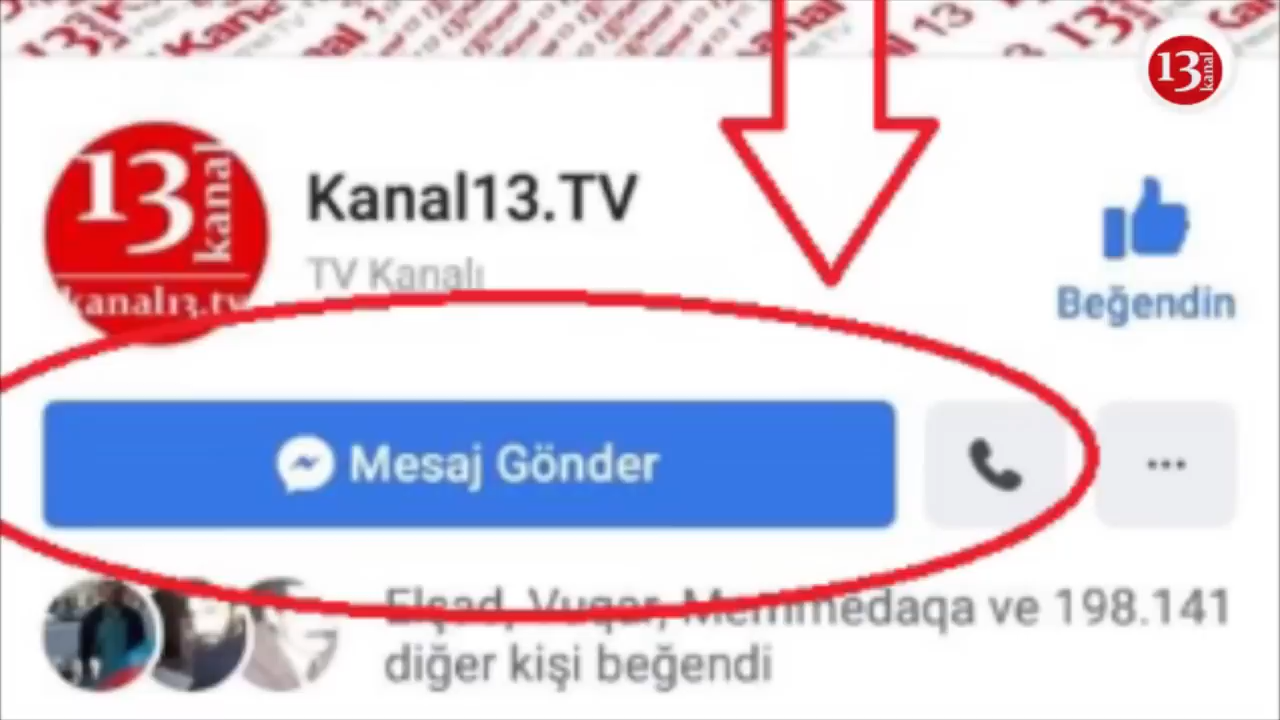 13 kanal
13 kanal
kanal13.tv
Kanal13.TV
TV Kanalı
Beğendin
Mesaj Gönder
Elşad, Vuqar, Memmedaqa ve 198.141
diğer kişi beğendi